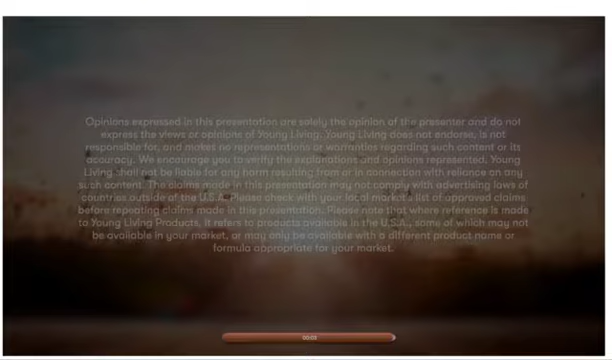 Opinions expressed in this presentation are solely the opinion of the presenter and do not
express the views or opinions of Young Living. Young Living does not endorse, is not
responsible for, and makes no representations or warranties regarding such content or its
accuracy. We encourage you to verify the explanations and opinions represented. Young
Living shall not be liable for any harm resulting from or in connection with reliance on any
such content. The claims made in this presentation may not comply with advertising laws of
countries outside of the U.S.A. Please check with your local market's list of approved claims
before repeating claims made in this presentation. Please note that where reference is made
to Young Living Products, it refers to products available in the U.S.A., some of which may not
be available in your market, or may only be available with a different product name or
formula appropriate for your market.
00:02